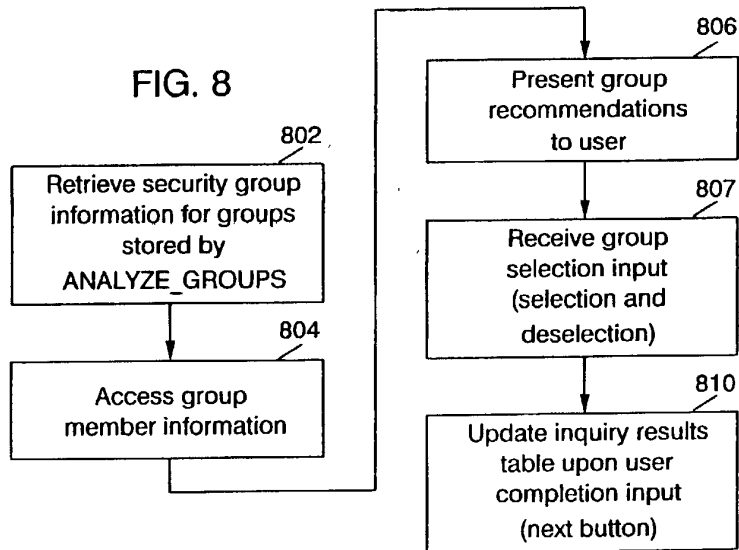 FIG. 8
802
Retrieve security group
information for groups
stored by
ANALYZE_GROUPS
804
Access group
member information
806
Present group
recommendations
to user
807
Receive group
selection input
(selection and
deselection)
810
Update inquiry results
table upon user
completion input
(next button)